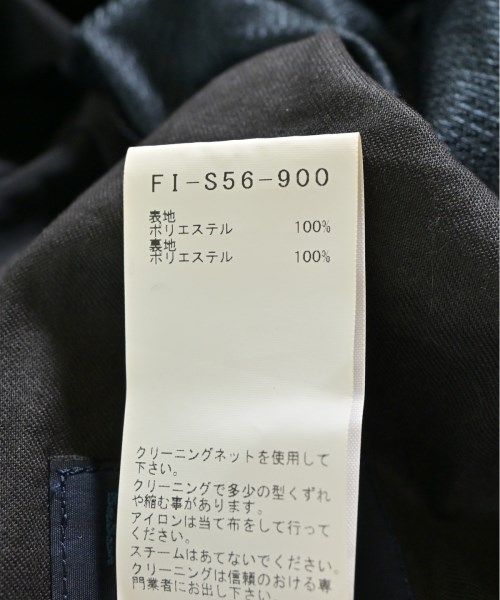 FI-S56-900
表地
ポリエステル 100%
裏地
ポリエステル 100%
クリーニングネットを使用して
下さい。
クリーニングで多少の型くずれ
や縮む事があります。
アイロンは当て布をして行って
ください。
スチームはあてないでください。
クリーニングは信頼のおける専
門業者にお出し下さい。